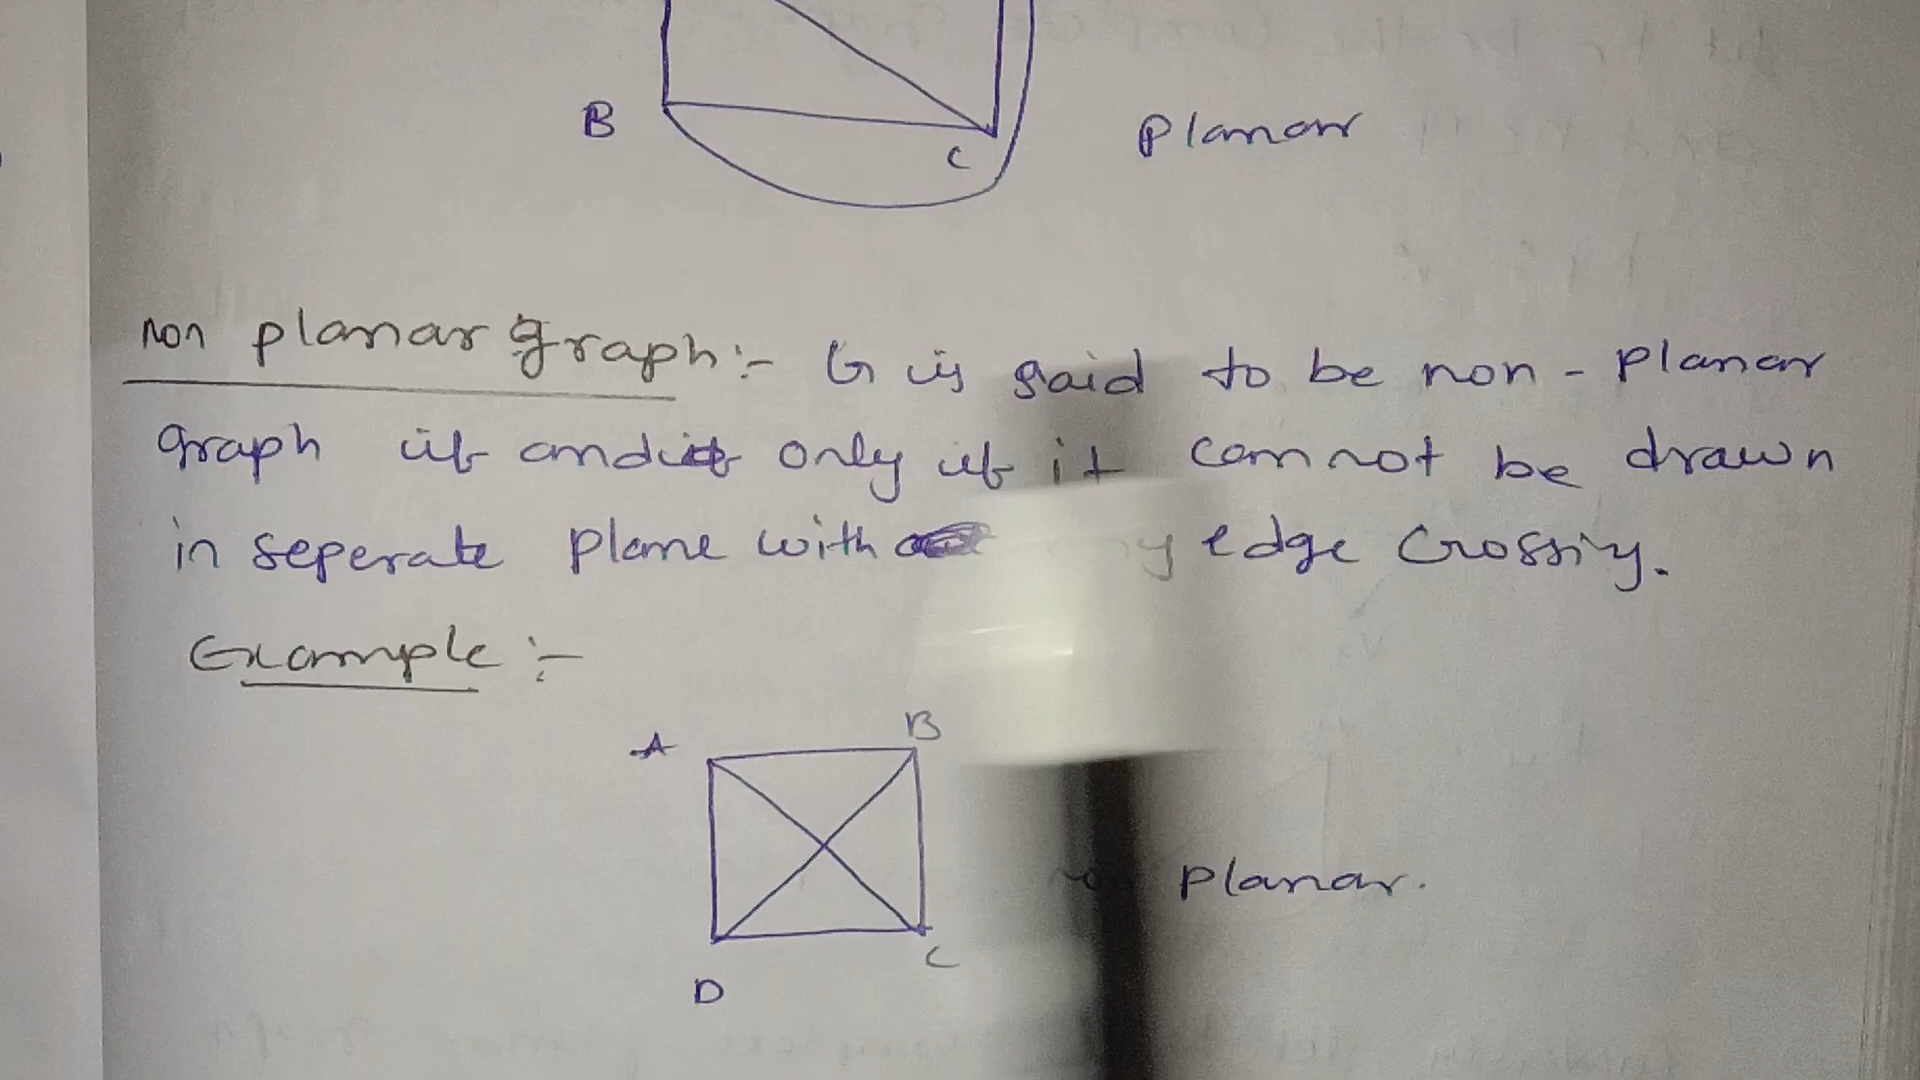 B
C
Planar
non planar graph:- G is said to be non-planar
graph if and only if it cannot be drawn
in seperate plane with edge crossing.
Example :-
A
B
planar.
C
D